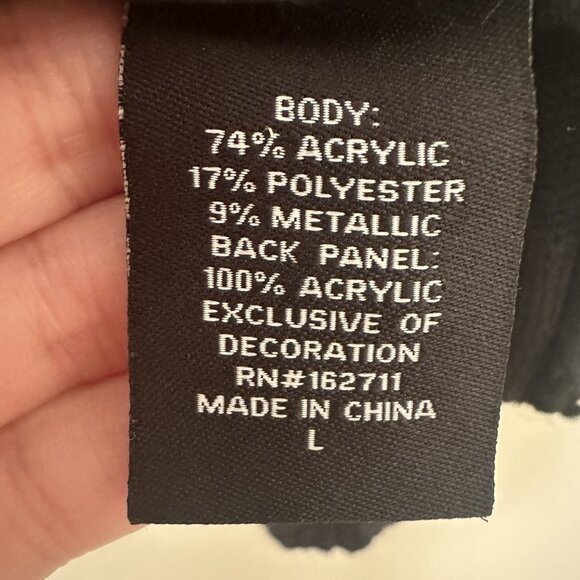 BODY:
74% ACRYLIC
17% POLYESTER
9% METALLIC
BACK PANEL:
100% ACRYLIC
EXCLUSIVE OF
DECORATION
RN#162711
MADE IN CHINA
L